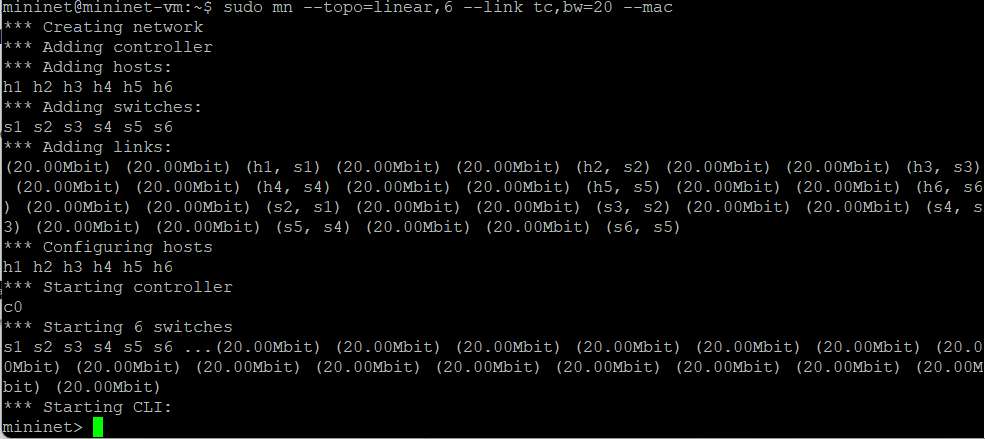 mininet@mininet-vm:~$ sudo mn --topo=linear,6 --link tc,bw=20 --mac
*** Creating network
*** Adding controller
*** Adding hosts:
h1 h2 h3 h4 h5 h6
*** Adding switches:
s1 s2 s3 s4 s5 s6
*** Adding links:
(20.00Mbit) (20.00Mbit) (h1, s1) (20.00Mbit) (20.00Mbit) (h2, s2) (20.00Mbit) (20.00Mbit) (h3, s3)
 (20.00Mbit) (20.00Mbit) (h4, s4) (20.00Mbit) (20.00Mbit) (h5, s5) (20.00Mbit) (20.00Mbit) (h6, s6
) (20.00Mbit) (20.00Mbit) (s2, s1) (20.00Mbit) (20.00Mbit) (s3, s2) (20.00Mbit) (20.00Mbit) (s4, s
3) (20.00Mbit) (20.00Mbit) (s5, s4) (20.00Mbit) (20.00Mbit) (s6, s5)
*** Configuring hosts
h1 h2 h3 h4 h5 h6
*** Starting controller
c0
*** Starting 6 switches
s1 s2 s3 s4 s5 s6 ...(20.00Mbit) (20.00Mbit) (20.00Mbit) (20.00Mbit) (20.00Mbit) (20.00Mbit) (20.0
0Mbit) (20.00Mbit) (20.00Mbit) (20.00Mbit) (20.00Mbit) (20.00Mbit) (20.00Mbit) (20.00Mbit) (20.00M
bit) (20.00Mbit)
*** Starting CLI:
mininet>